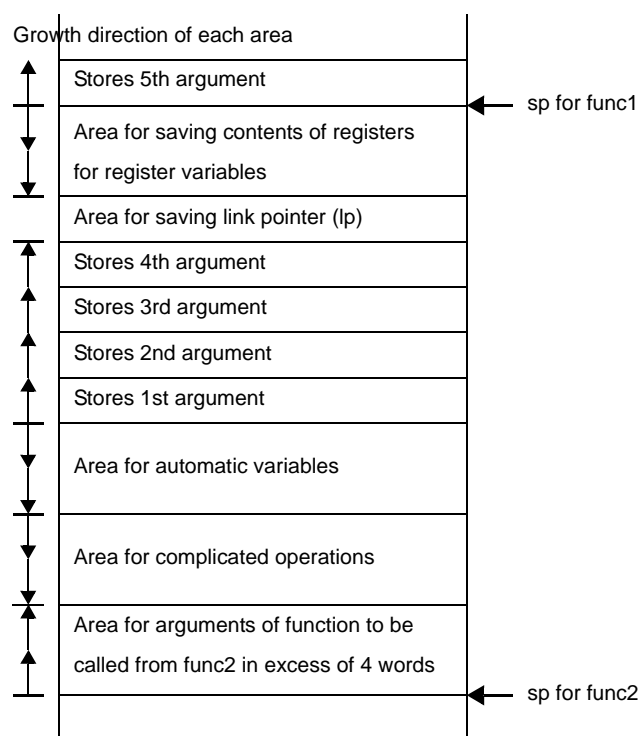 Growth direction of each area
Stores 5th argument
sp for func1
Area for saving contents of registers
for register variables
Area for saving link pointer (lp)
Stores 4th argument
Stores 3rd argument
Stores 2nd argument
Stores 1st argument
Area for automatic variables
Area for complicated operations
Area for arguments of function to be
called from func2 in excess of 4 words
sp for func2